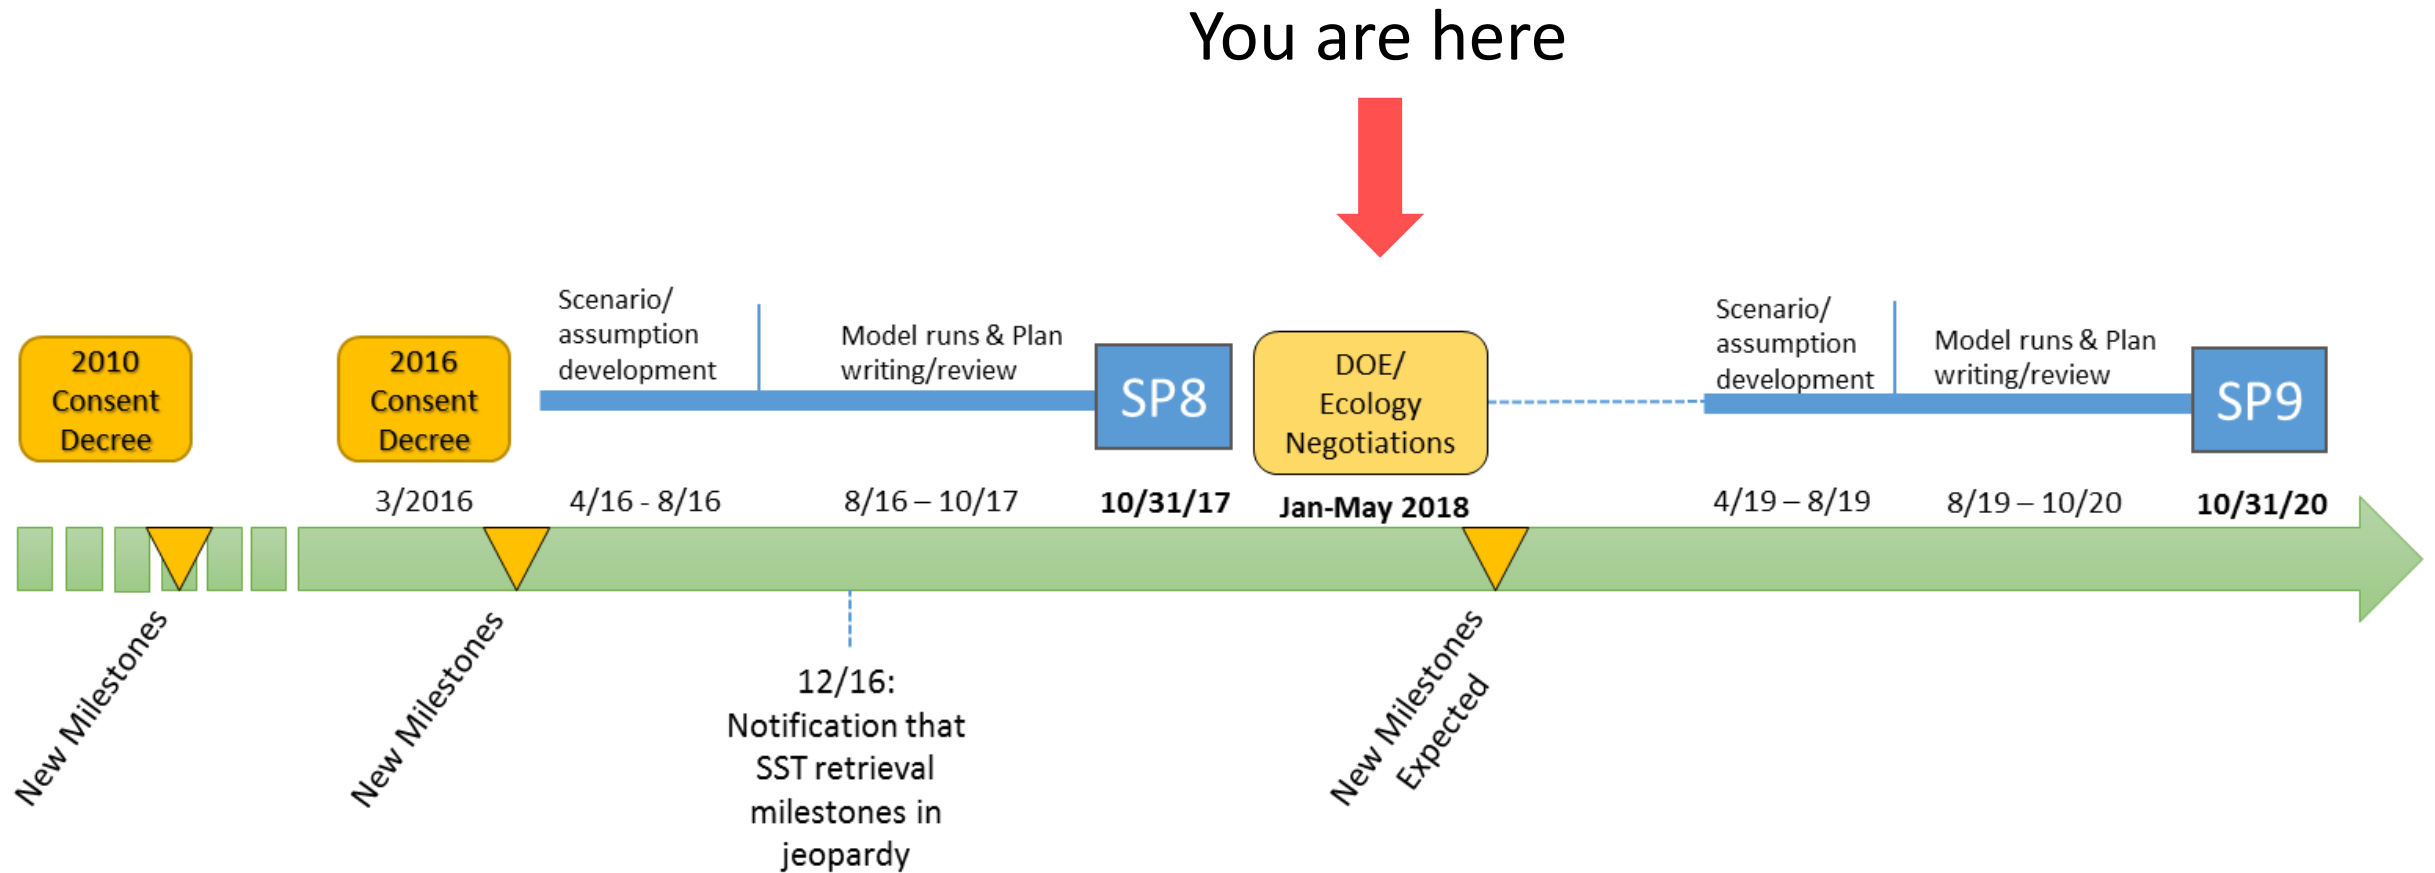 You are here
2010
Consent
Decree
2016
Consent
Decree
Scenario/
assumption
development
Model runs & Plan
writing/review
SP8
DOE/
Ecology
Negotiations
Scenario/
assumption
development
Model runs & Plan
writing/review
SP9
3/2016
4/16 - 8/16
8/16 – 10/17
10/31/17
Jan-May 2018
4/19 – 8/19
8/19 – 10/20
10/31/20
New Milestones
New Milestones
12/16:
Notification that
SST retrieval
milestones in
jeopardy
New Milestones
Expected